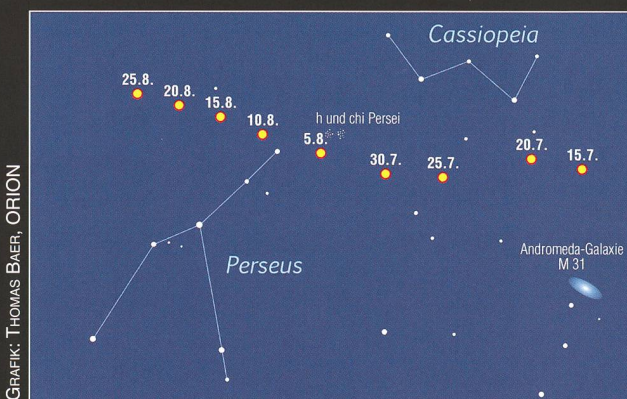 Cassiopeia
25.8.
20.8.
15.8.
10.8.
h und chi Persei
5.8.
30.7.
25.7.
20.7.
15.7.
Perseus
Andromeda-Galaxie
M 31
GRAFIK: THOMAS BAER, ORION